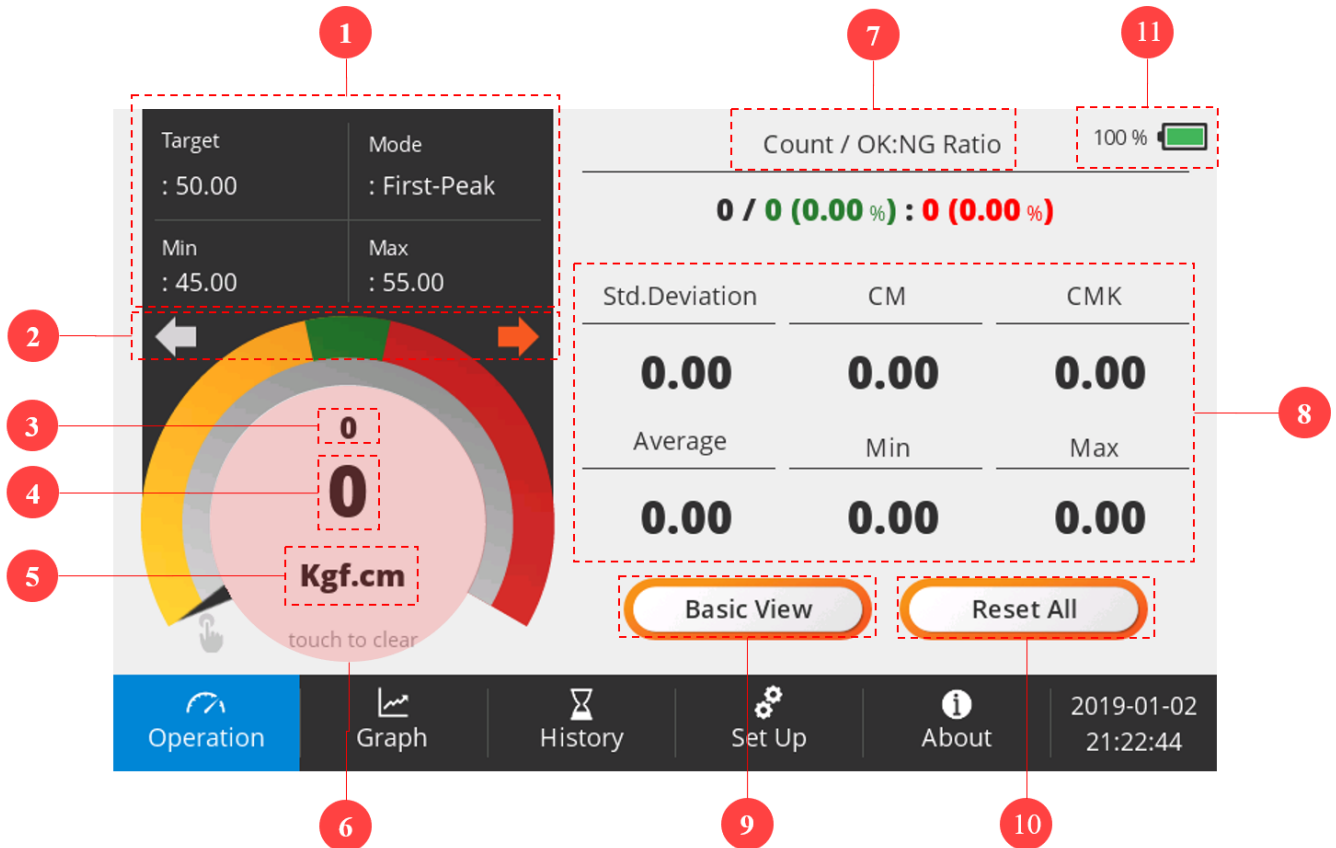 1
7
11
Target
: 50.00
Mode
: First-Peak
Min
: 45.00
Max
: 55.00
Count / OK:NG Ratio
100 %
0 / 0 (0.00 %) : 0 (0.00 %)
2
Std.Deviation
CM
CMK
0.00
0.00
0.00
3
0
8
4
0
Average
Min
Max
0.00
0.00
0.00
5
Kgf.cm
touch to clear
Basic View
Reset All
Operation
Graph
History
Set Up
About
2019-01-02
21:22:44
6
9
10